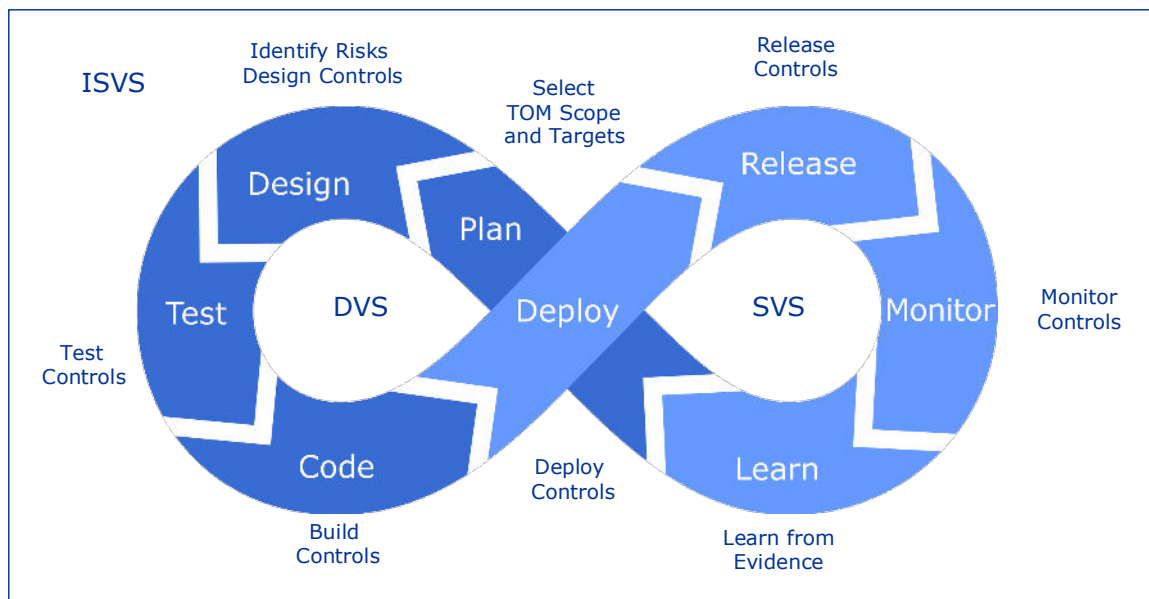 ISVS
Identify Risks
Design Controls
Select
TOM Scope
and Targets
Release
Controls
Design
Plan
Release
Test
DVS
Deploy
SVS
Monitor
Monitor
Controls
Test
Controls
Code
Learn
Build
Controls
Deploy
Controls
Learn from
Evidence